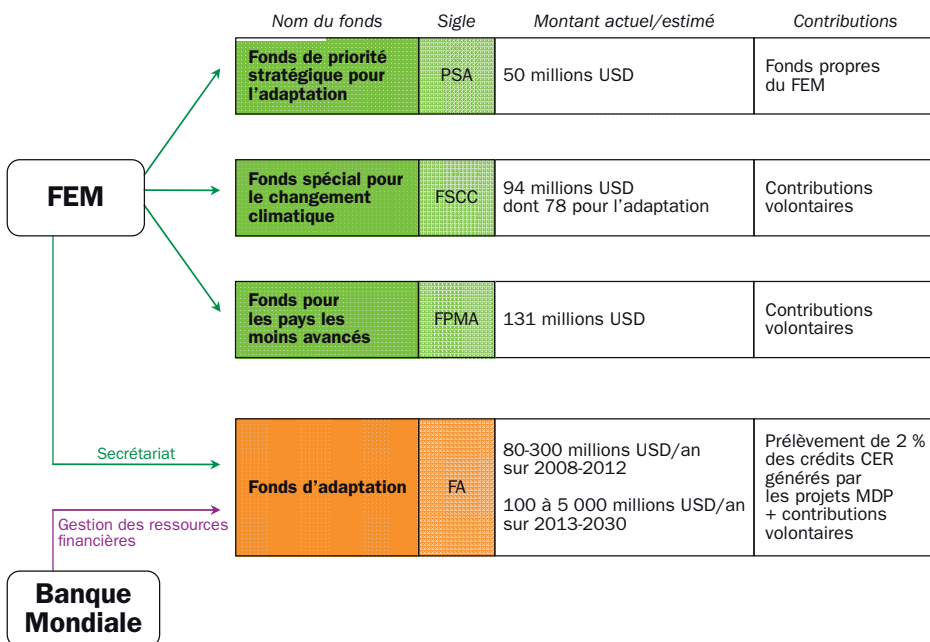 Nom du fonds
Sigle
Montant actuel/estimé
Contributions
Fonds de priorité
stratégique pour
l'adaptation
PSA
50 millions USD
Fonds propres
du FEM
FEM
Fonds spécial pour
le changement
climatique
FSCC
94 millions USD
dont 78 pour l'adaptation
Contributions
volontaires
Fonds pour
les pays les
moins avancés
FPMA
131 millions USD
Contributions
volontaires
Secrétariat
Fonds d'adaptation
FA
80-300 millions USD/an
sur 2008-2012
100 à 5 000 millions USD/an
sur 2013-2030
Prélèvement de 2 %
des crédits CER
générés par
les projets MDP
+ contributions
volontaires
Gestion des ressources
financières
Banque
Mondiale